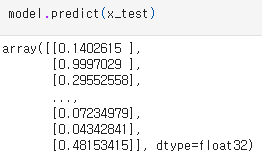 model.predict(x_test)
array([[0.1402615 ],
[0.9997029 ],
[0.29552558],
...,
[0.07234979],
[0.04342841],
[0.48153415]], dtype=float32)